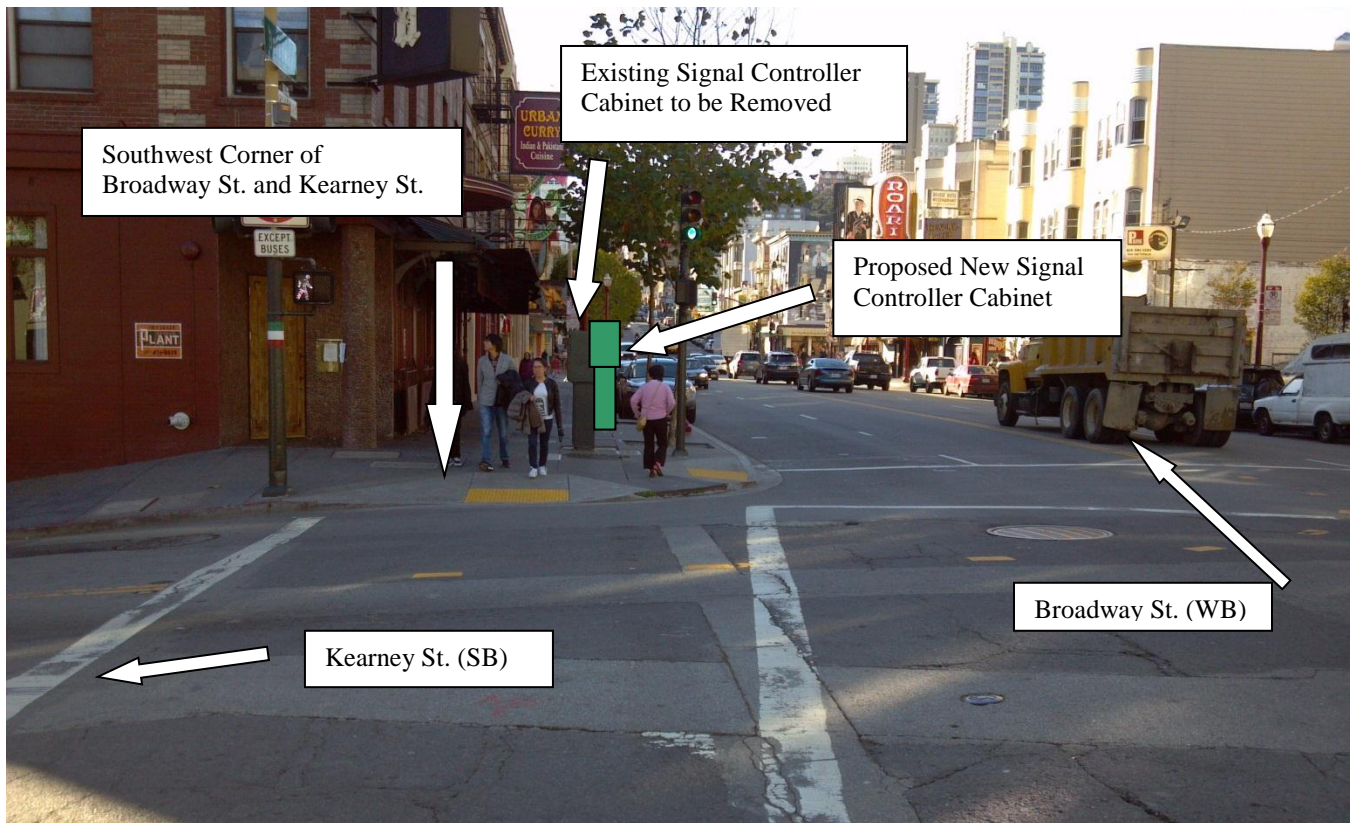 Existing Signal Controller
Cabinet to be Removed
Southwest Corner of
Broadway St. and Kearney St.
URBAN
CURRY
Indian & Pakistani
Cuisine
EXCEPT
BUSES
PLANT
ROARI
Proposed New Signal
Controller Cabinet
Broadway St. (WB)
Kearney St. (SB)